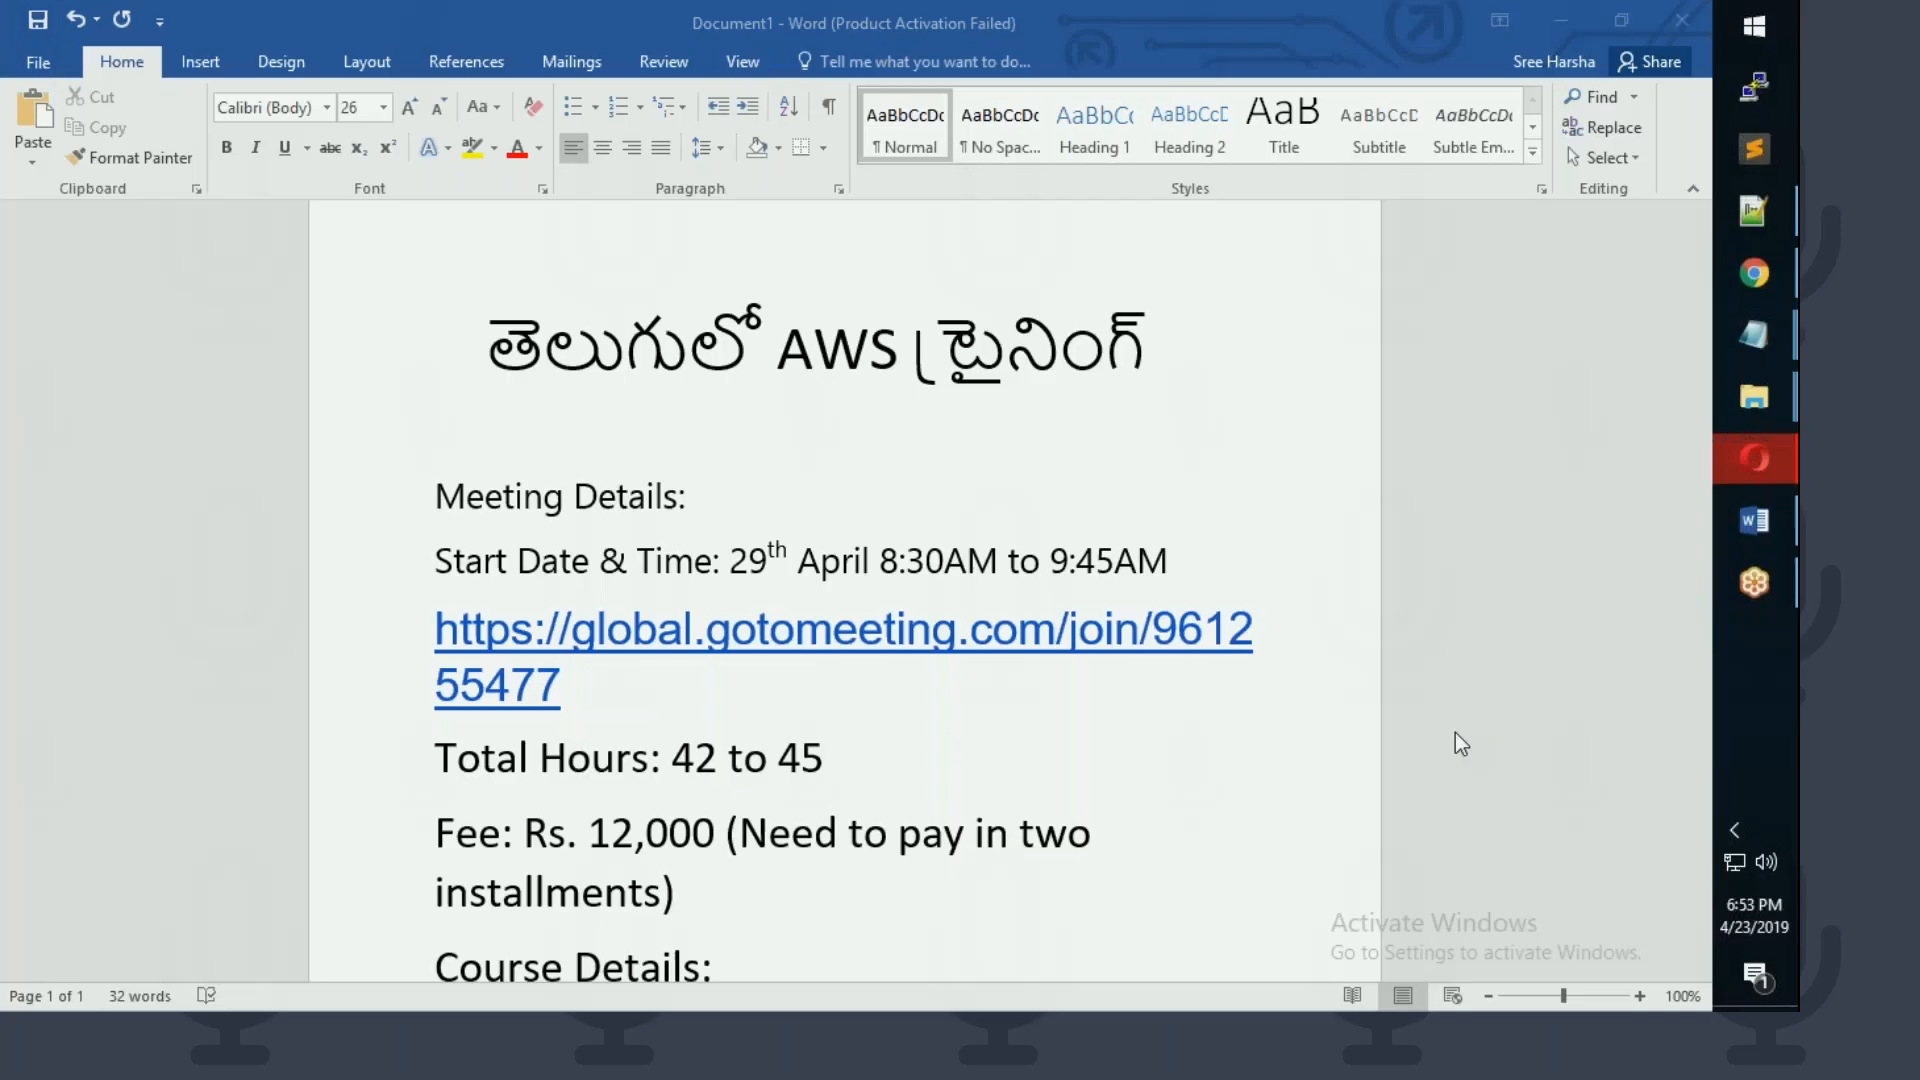 Document1 - Word (Product Activation Failed)
File Home Insert Design Layout References Mailings Review View Tell me what you want to do... Sree Harsha Share
Cut
Copy
Format Painter
Paste
Clipboard
Calibri (Body) 26
Font
Paragraph
AaBbCcDc AaBbCcDc AaBbCc AaBbCcD AaB AaBbCcD AaBbCcDc
¶ Normal ¶ No Spac... Heading 1 Heading 2 Title Subtitle Subtle Em...
Styles
Find
Replace
Select
Editing
తెలుగులో AWS ట్రైనింగ్
Meeting Details:
Start Date & Time: 29th April 8:30AM to 9:45AM
https://global.gotomeeting.com/join/9612
55477
Total Hours: 42 to 45
Fee: Rs. 12,000 (Need to pay in two
installments)
Course Details:
Activate Windows
Go to Settings to activate Windows.
Page 1 of 1 32 words 100%
6:53 PM
4/23/2019
1